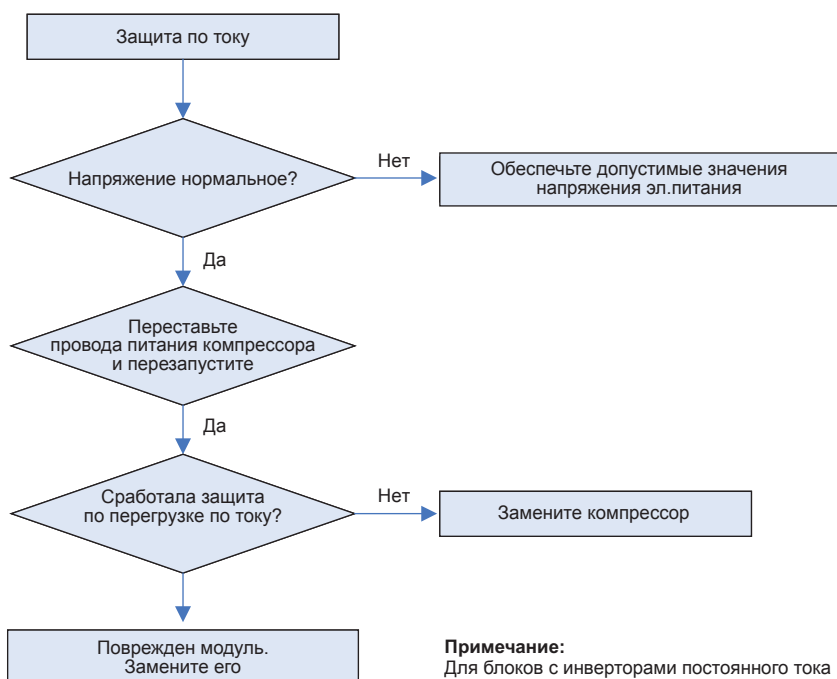 Защита по току
Напряжение нормальное?
Нет
Обеспечьте допустимые значения
напряжения эл.питания
Да
Переставьте
провода питания компрессора
и перезапустите
Да
Сработала защита
по перегрузке по току?
Нет
Замените компрессор
Поврежден модуль.
Замените его
Примечание:
Для блоков с инверторами постоянного тока